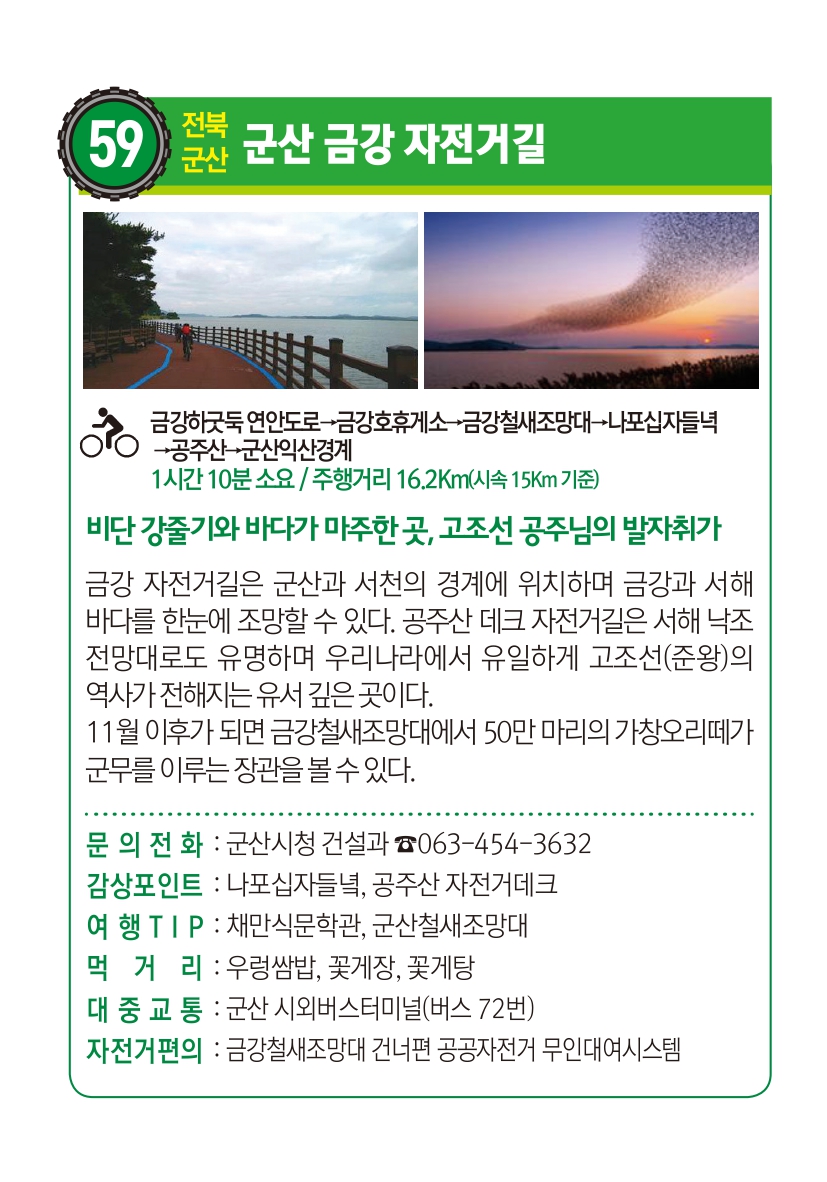 59
전북
군산
군산 금강 자전거길
금강하굿둑 연안도로→금강호휴게소→금강철새조망대→나포십자들녘
→공주산→군산익산경계
1시간 10분 소요 / 주행거리 16.2Km(시속 15Km 기준)
비단 강줄기와 바다가 마주한 곳, 고조선 공주님의 발자취가
금강 자전거길은 군산과 서천의 경계에 위치하며 금강과 서해
바다를 한눈에 조망할 수 있다. 공주산 데크 자전거길은 서해 낙조
전망대로도 유명하며 우리나라에서 유일하게 고조선(준왕)의
역사가 전해지는 유서 깊은 곳이다.
11월 이후가 되면 금강철새조망대에서 50만 마리의 가창오리떼가
군무를 이루는 장관을 볼 수 있다.
문 의 전 화 : 군산시청 건설과 ☎063-454-3632
감상포인트 : 나포십자들녘, 공주산 자전거데크
여 행 T I P : 채만식문학관, 군산철새조망대
먹 거 리 : 우렁쌈밥, 꽃게장, 꽃게탕
대 중 교 통 : 군산 시외버스터미널(버스 72번)
자전거편의 : 금강철새조망대 건너편 공공자전거 무인대여시스템